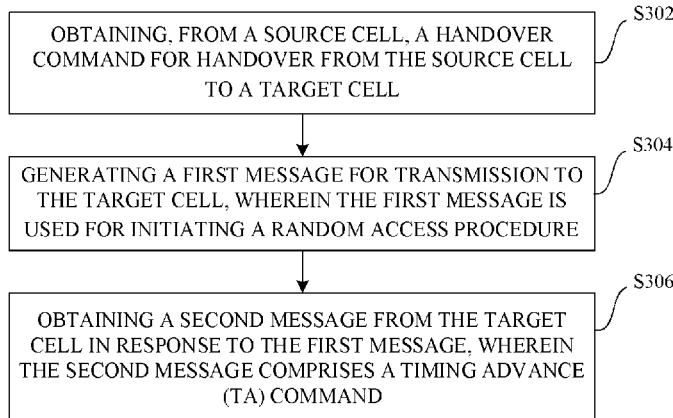 S302
OBTAINING, FROM A SOURCE CELL, A HANDOVER
COMMAND FOR HANDOVER FROM THE SOURCE CELL
TO A TARGET CELL
S304
GENERATING A FIRST MESSAGE FOR TRANSMISSION TO
THE TARGET CELL, WHEREIN THE FIRST MESSAGE IS
USED FOR INITIATING A RANDOM ACCESS PROCEDURE
S306
OBTAINING A SECOND MESSAGE FROM THE TARGET
CELL IN RESPONSE TO THE FIRST MESSAGE, WHEREIN
THE SECOND MESSAGE COMPRISES A TIMING ADVANCE
(TA) COMMAND